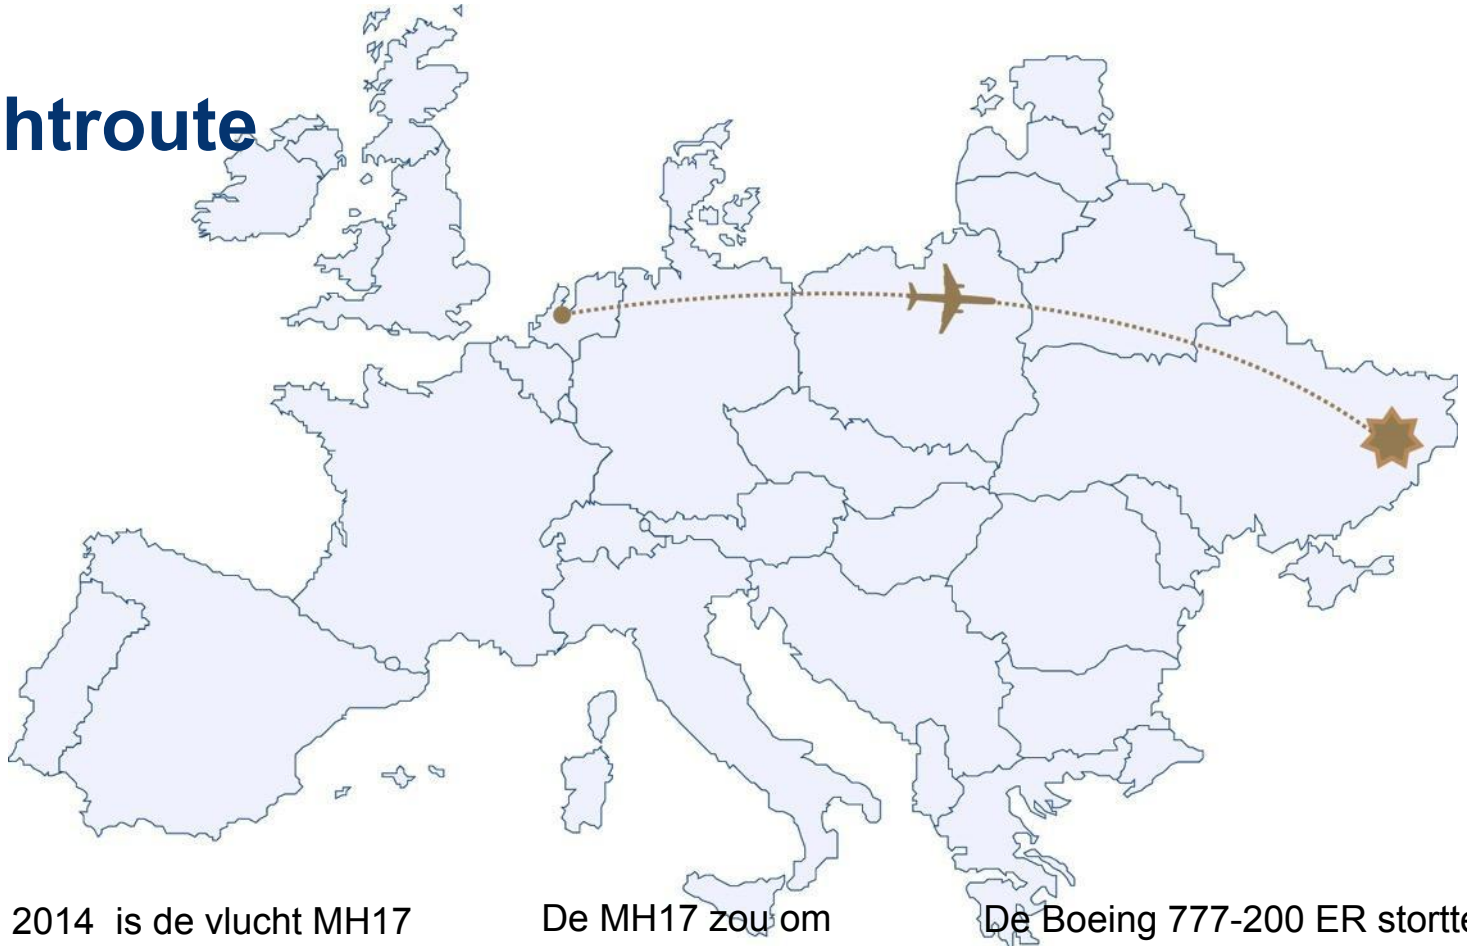 htroute
2014 is de vlucht MH17
De MH17 zou om
De Boeing 777-200 ER stortte